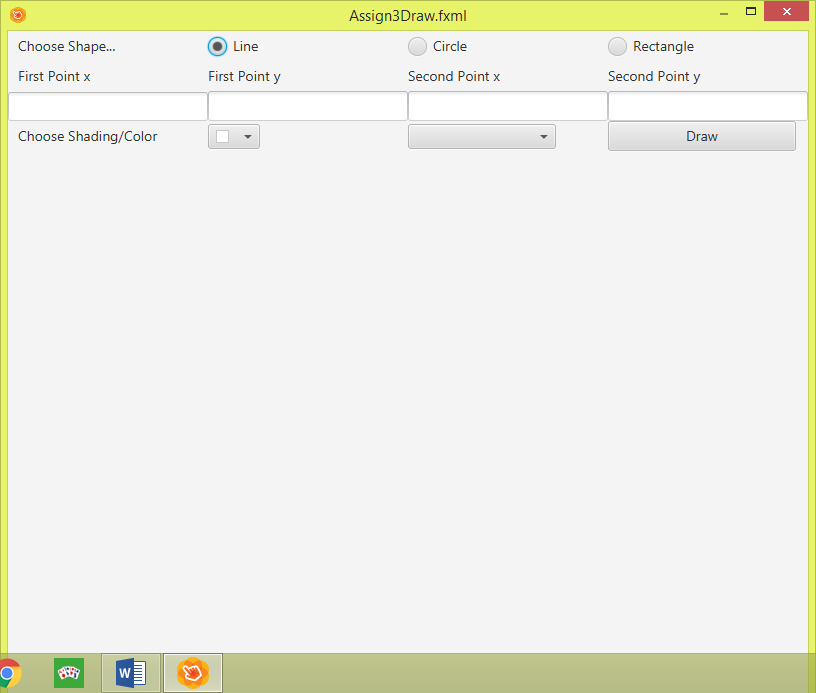 Assign3Draw.fxml
Choose Shape... Line Circle Rectangle
First Point x First Point y Second Point x Second Point y
Choose Shading/Color Draw
W